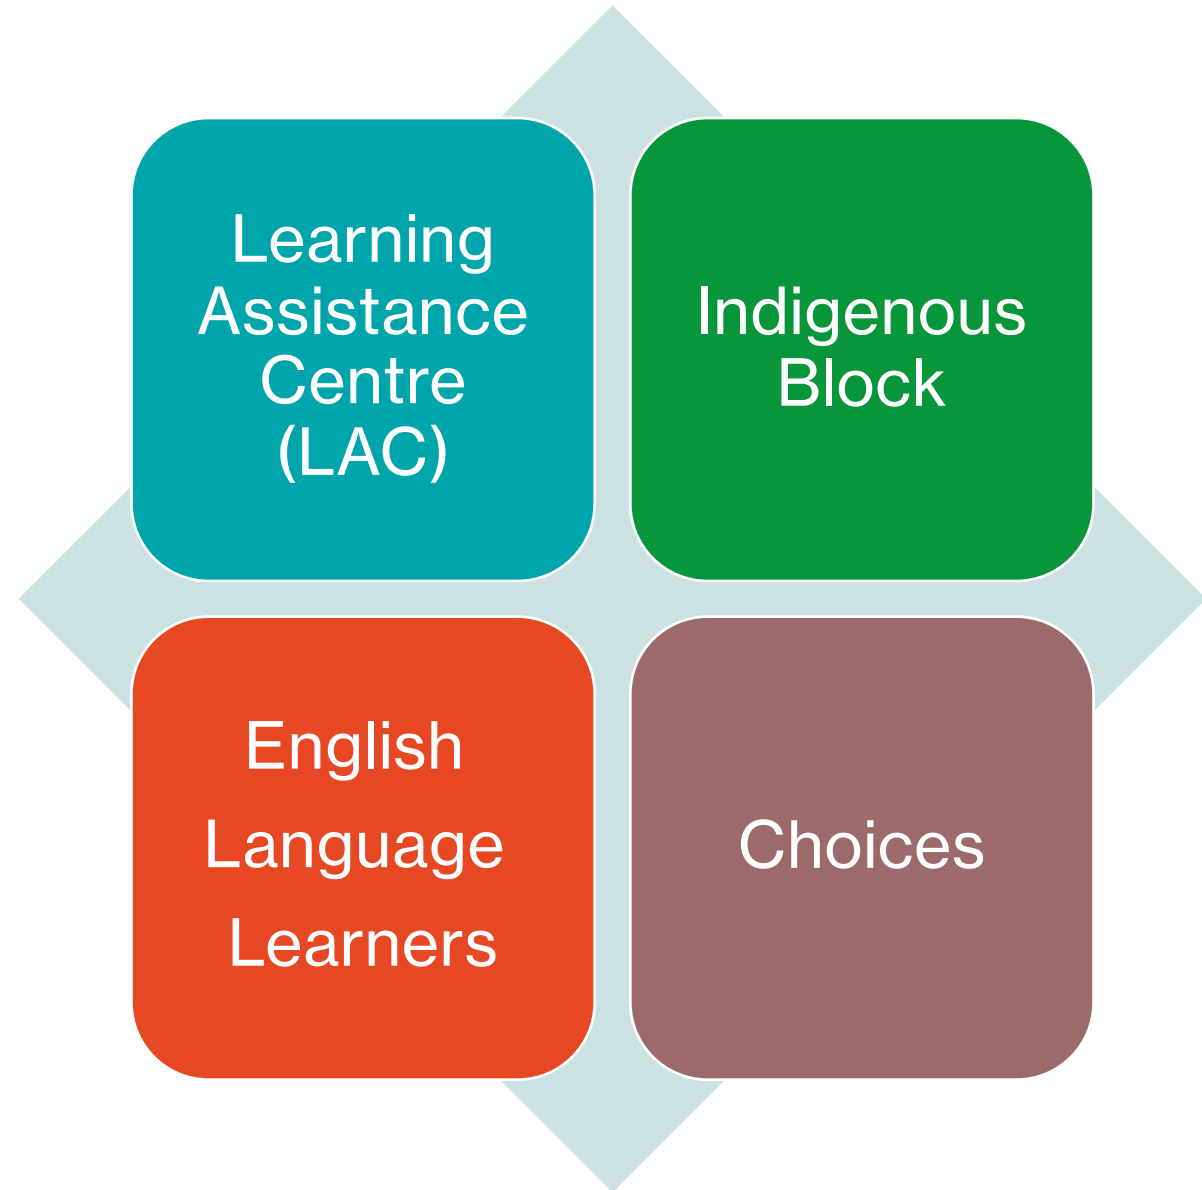 Learning
Assistance
Centre
(LAC)
Indigenous
Block
English
Language
Learners
Choices